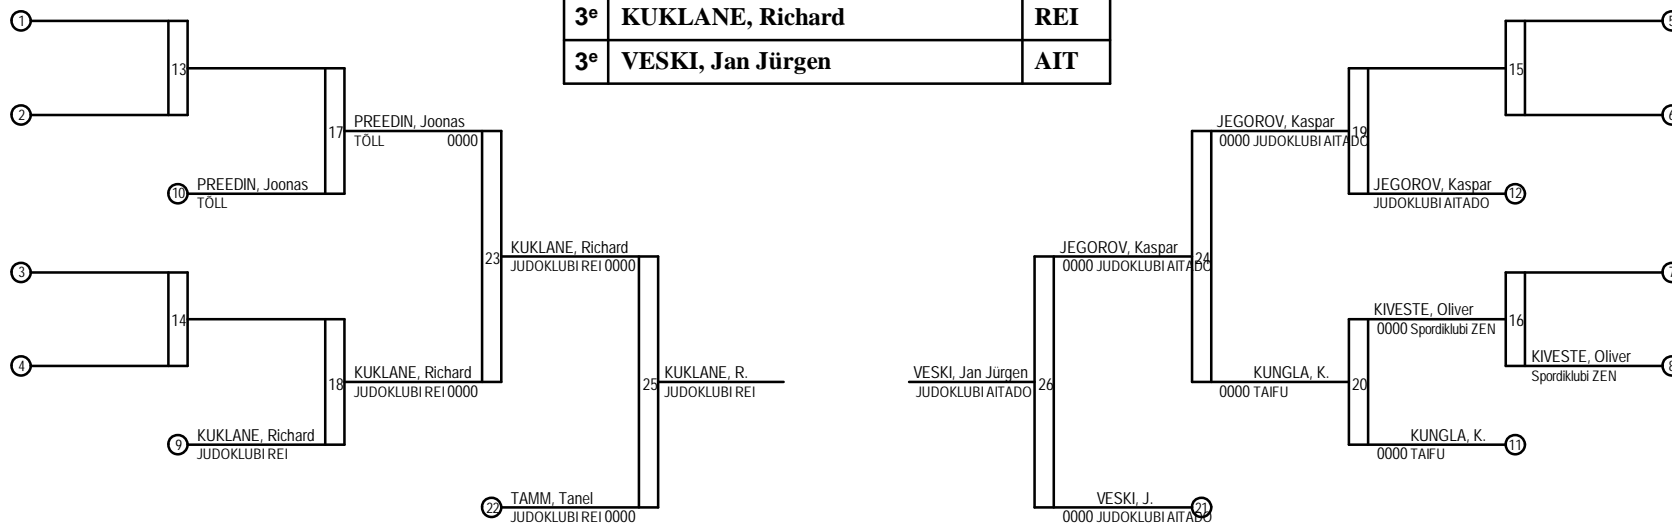 3e KUKLANE, Richard REI
3e VESKI, Jan Jürgen AIT
1
13
2
17
PREEDIN, Joonas
TÕLL 0000
10
PREEDIN, Joonas
TÕLL
23
KUKLANE, Richard
JUDOKLUBI REI 0000
3
14
4
18
KUKLANE, Richard
JUDOKLUBI REI 0000
9
KUKLANE, Richard
JUDOKLUBI REI
25
KUKLANE, R.
JUDOKLUBI REI
22
TAMM, Tanel
JUDOKLUBI REI 0000
5
15
6
JEGOROV, Kaspar
0000 JUDOKLUBI AITADO
19
JEGOROV, Kaspar
JUDOKLUBI AITADO
12
JEGOROV, Kaspar
0000 JUDOKLUBI AITADO
24
7
KIVESTE, Oliver
0000 Spordiklubi ZEN
16
KIVESTE, Oliver
Spordiklubi ZEN
8
VESKI, Jan Jürgen
JUDOKLUBI AITADO
26
KUNGLA, K.
0000 TAIFU
20
KUNGLA, K.
0000 TAIFU
11
VESKI, J.
0000 JUDOKLUBI AITADO
21